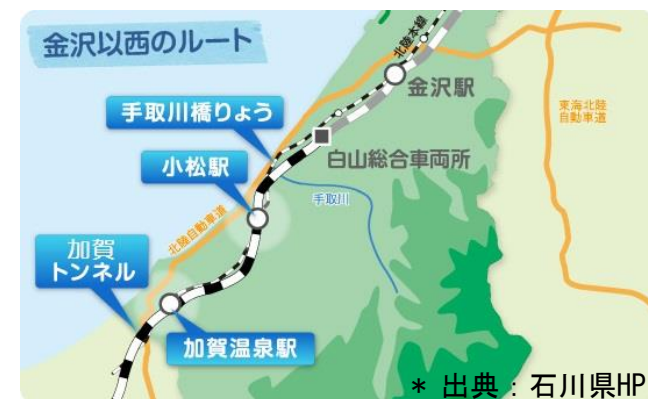 金沢以西のルート
北陸本線
金沢駅
東海北陸
自動車道
手取川橋りょう
白山総合車両所
小松駅
手取川
北陸自動車道
加賀
トンネル
加賀温泉駅
* 出典：石川県HP